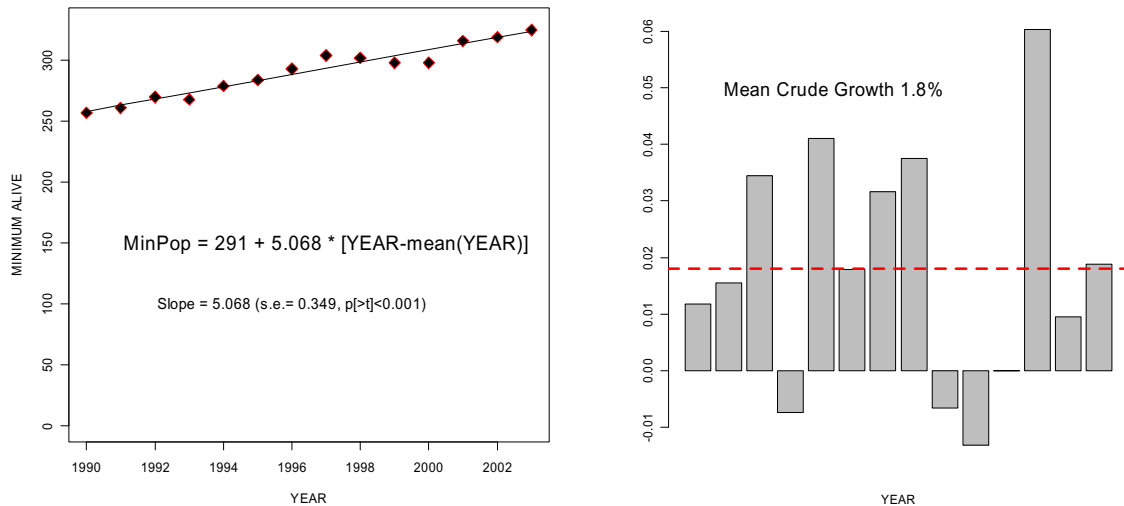 MINIMUM ALIVE
300
250
200
150
100
50
0
MinPop = 291 + 5.068 * [YEAR-mean(YEAR)]
Slope = 5.068 (s.e.= 0.349, p[>t]<0.001)
1990 1992 1994 1996 1998 2000 2002
YEAR
0.06
0.05
0.04
0.03
0.02
0.01
0.00
-0.01
Mean Crude Growth 1.8%
YEAR